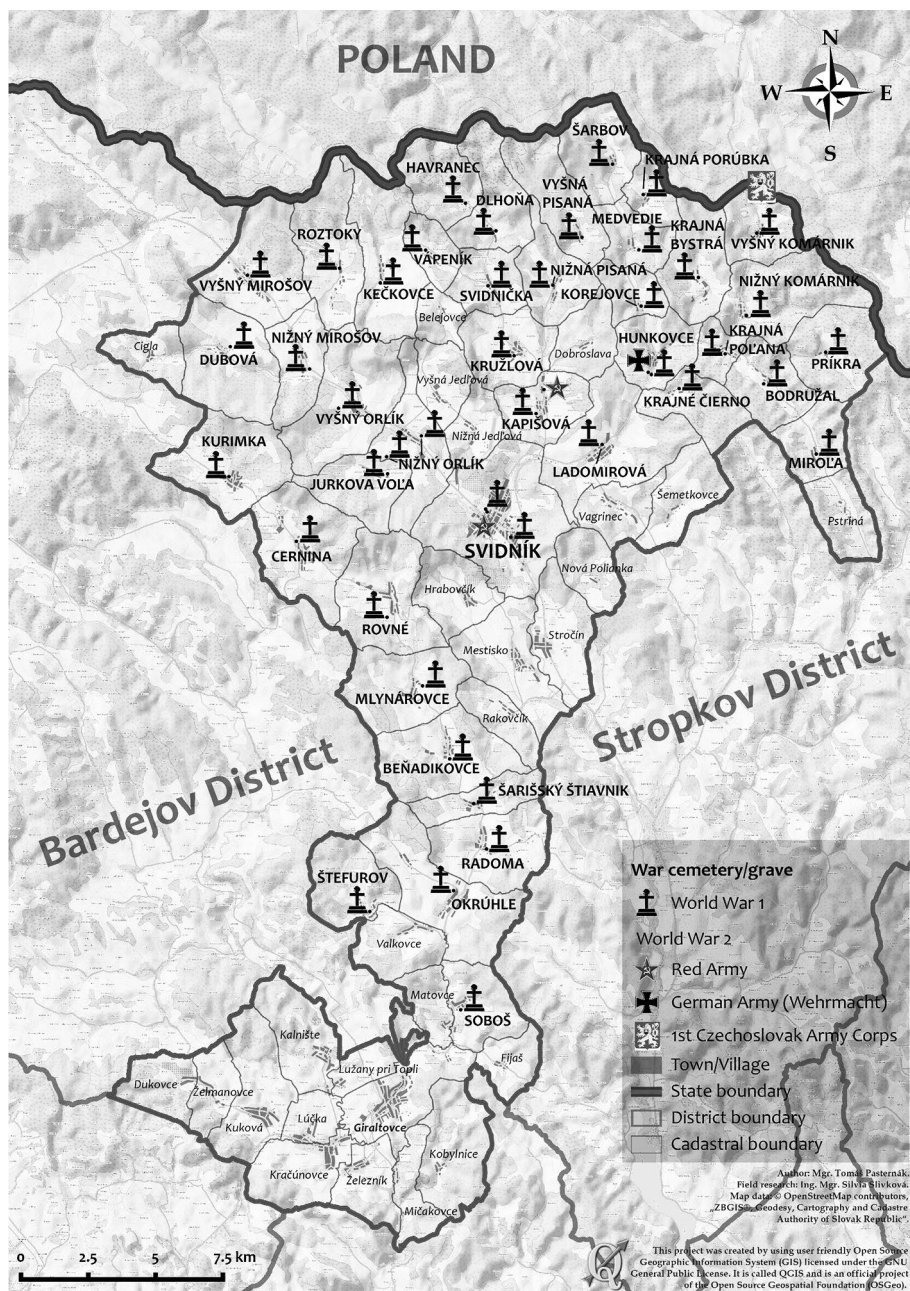 POLAND
N
W
E
S
ŠARBOV
KRAJNÁ PORÚBKA
HAVRANEC
DLHOŇA
VYŠNÁ
PISANÁ
MEDVEDIE
KRAJNÁ
BYSTRÁ
VYŠNÝ KOMÁRNIK
ROZTOKY
VÁPENÍK
VYŠNÝ MIROŠOV
KEČKOVCE
SVIDNIČKA
NIŽNÁ PISANÁ
KOREJOVCE
NIŽNÝ KOMÁRNIK
Belejovce
Cigla
DUBOVÁ
NIŽNÝ MIROŠOV
KRUŽLOVÁ
Dobroslava
HUNKOVCE
KRAJNÁ
POĽANA
PRÍKRA
Vyšná Jedľová
VYŠNÝ ORLÍK
KAPIŠOVÁ
KRAJNÉ ČIERNO
BODRUŽAL
KURIMKA
Nižná Jedľová
NIŽNÝ ORLÍK
JURKOVA VOĽA
LADOMIROVÁ
MIROĽA
Šemetkovce
Vagrinec
Pstriná
CERNINA
SVIDNÍK
Nová Polianka
Hrabovčík
ROVNÉ
Stročín
Mestisko
MLYNÁROVCE
Rakovčík
Stropkov District
BEŇADIKOVCE
Bardejov District
ŠARIŠSKÝ ŠTIAVNIK
RADOMA
ŠTEFUROV
OKRÚHLE
Valkovce
Matovce
SOBOŠ
Kalnište
Fijaš
Lužany pri Topli
Dukovce
Želmanovce
Kuková
Lúčka
Giraltovce
Kobylnice
Kračúnovce
Železník
Mičakovce
War cemetery/grave
World War 1
World War 2
Red Army
German Army (Wehrmacht)
1st Czechoslovak Army Corps
Town/Village
State boundary
District boundary
Cadastral boundary
Author: Mgr. Tomáš Pasternák.
Field research: Ing. Mgr. Silvia Slivková.
Map data: © OpenStreetMap contributors,
„ZBGIS®, Geodesy, Cartography and Cadastre
Authority of Slovak Republic“.
0 2.5 5 7.5 km
This project was created by using user friendly Open Source
Geographic Information System (GIS) licensed under the GNU
General Public License. It is called QGIS and is an official project
of the Open Source Geospatial Foundation (OSGeo).